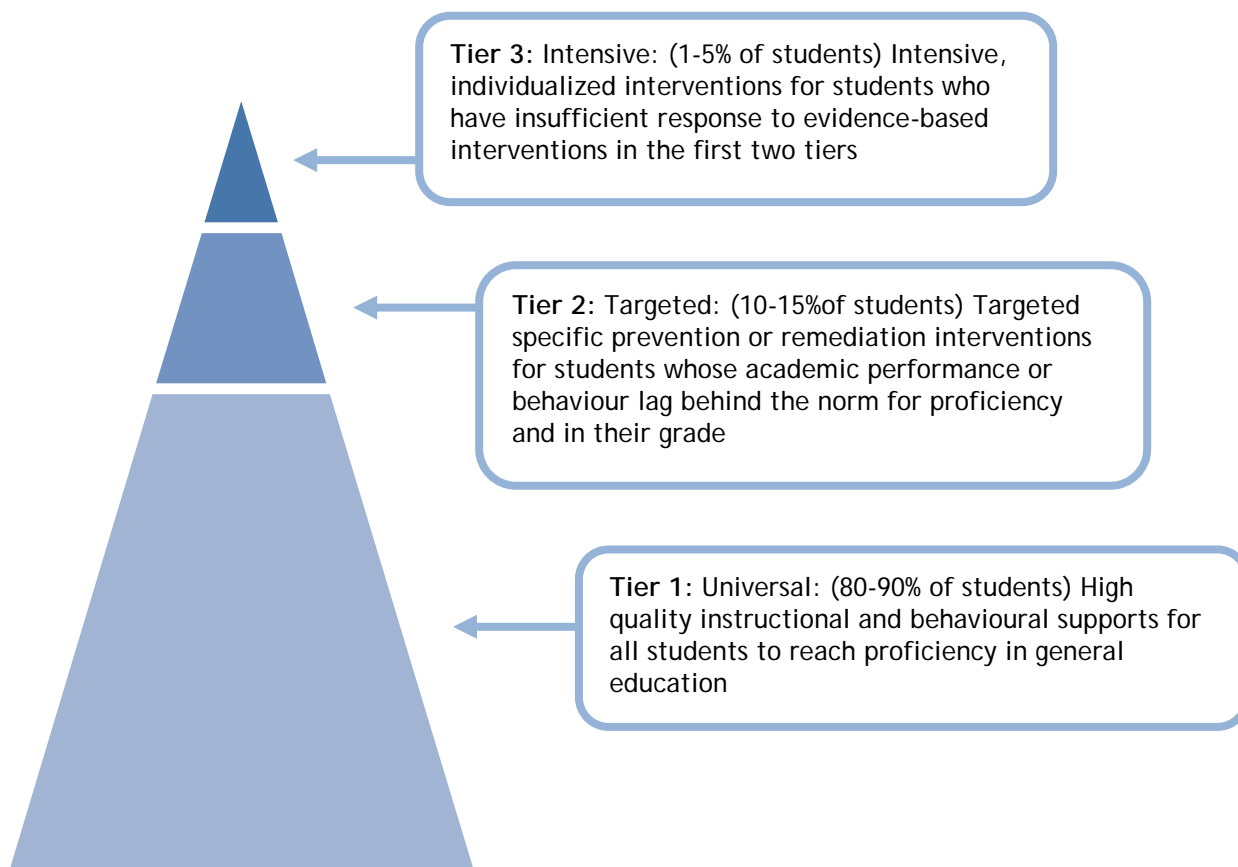 Tier 3: Intensive: (1-5% of students) Intensive,
individualized interventions for students who
have insufficient response to evidence-based
interventions in the first two tiers
Tier 2: Targeted: (10-15%of students) Targeted
specific prevention or remediation interventions
for students whose academic performance or
behaviour lag behind the norm for proficiency
and in their grade
Tier 1: Universal: (80-90% of students) High
quality instructional and behavioural supports for
all students to reach proficiency in general
education